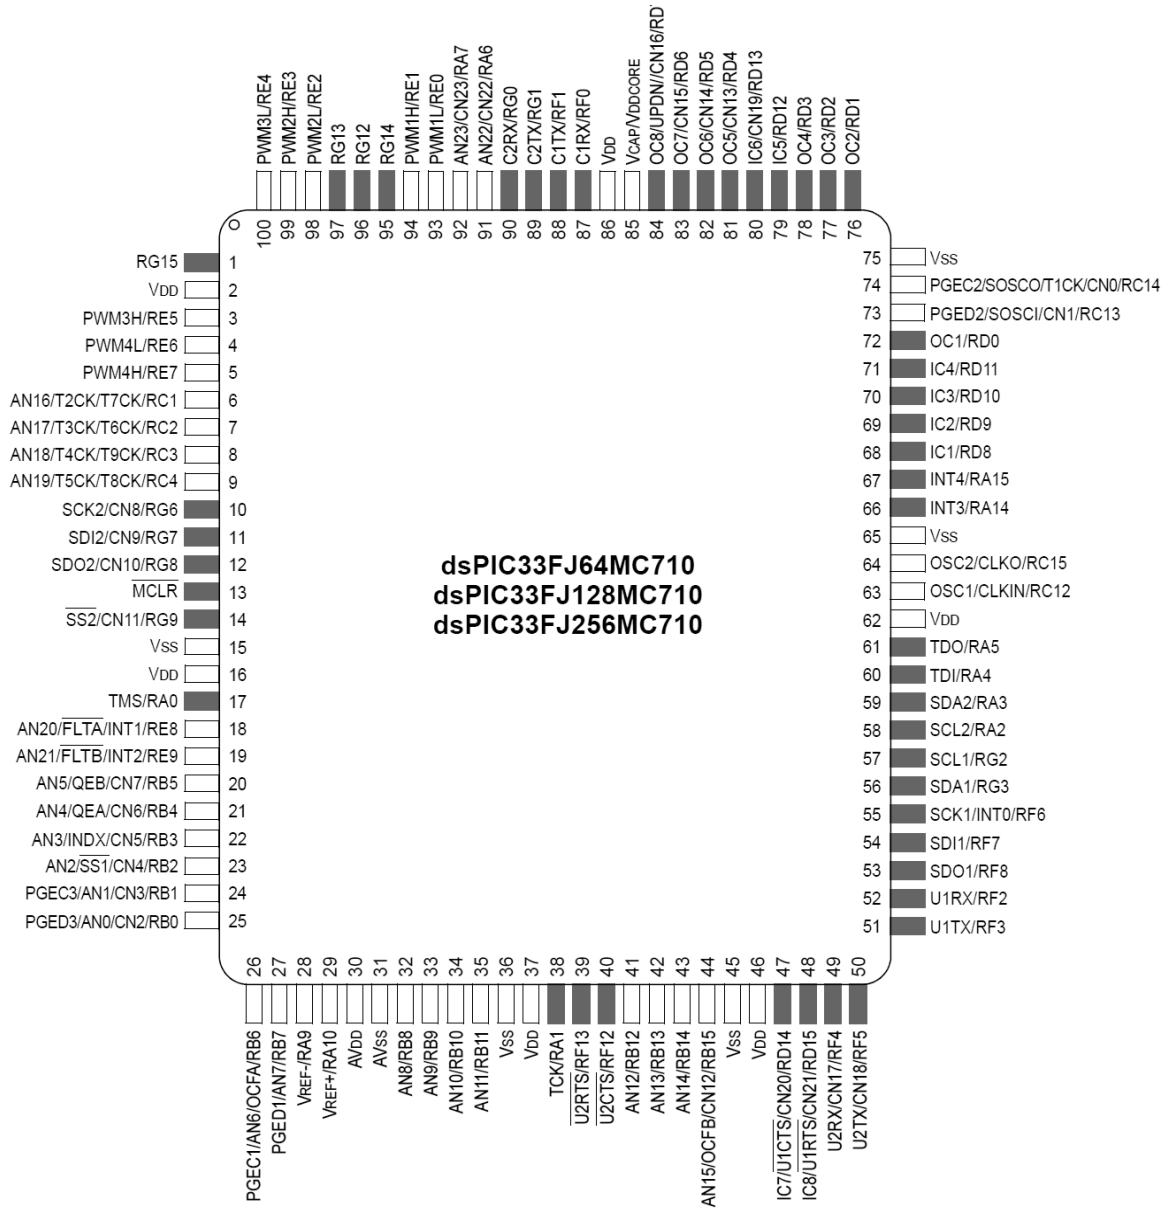 PWM3L/RE4
PWM2H/RE3
PWM2L/RE2
RG13
RG12
RG14
PWM1H/RE1
PWM1L/RE0
AN23/CN23/RA7
AN22/CN22/RA6
C2RX/RG0
C2TX/RG1
C1TX/RF1
C1RX/RF0
VDD
VCAP/VDDCORE
OC8/UPDN//CN16/RD
OC7/CN15/RD6
OC6/CN14/RD5
OC5/CN13/RD4
IC6/CN19/RD13
IC5/RD12
OC4/RD3
OC3/RD2
OC2/RD1
100 99 98 97 96 95 94 93 92 91 90 89 88 87 86 85 84 83 82 81 80 79 78 77 76
RG15 1
VDD 2
PWM3H/RE5 3
PWM4L/RE6 4
PWM4H/RE7 5
AN16/T2CK/T7CK/RC1 6
AN17/T3CK/T6CK/RC2 7
AN18/T4CK/T9CK/RC3 8
AN19/T5CK/T8CK/RC4 9
SCK2/CN8/RG6 10
SDI2/CN9/RG7 11
SDO2/CN10/RG8 12
MCLR 13
SS2/CN11/RG9 14
VSS 15
VDD 16
TMS/RA0 17
AN20/FLTA/INT1/RE8 18
AN21/FLTB/INT2/RE9 19
AN5/QEB/CN7/RB5 20
AN4/QEA/CN6/RB4 21
AN3/INDX/CN5/RB3 22
AN2/SS1/CN4/RB2 23
PGEC3/AN1/CN3/RB1 24
PGED3/AN0/CN2/RB0 25
dsPIC33FJ64MC710
dsPIC33FJ128MC710
dsPIC33FJ256MC710
75 VSS
74 PGEC2/SOSCO/T1CK/CN0/RC14
73 PGED2/SOSCI/CN1/RC13
72 OC1/RD0
71 IC4/RD11
70 IC3/RD10
69 IC2/RD9
68 IC1/RD8
67 INT4/RA15
66 INT3/RA14
65 VSS
64 OSC2/CLKO/RC15
63 OSC1/CLKIN/RC12
62 VDD
61 TDO/RA5
60 TDI/RA4
59 SDA2/RA3
58 SCL2/RA2
57 SCL1/RG2
56 SDA1/RG3
55 SCK1/INT0/RF6
54 SDI1/RF7
53 SDO1/RF8
52 U1RX/RF2
51 U1TX/RF3
26 27 28 29 30 31 32 33 34 35 36 37 38 39 40 41 42 43 44 45 46 47 48 49 50
PGEC1/AN6/OCFA/RB6
PGED1/AN7/RB7
VREF-/RA9
VREF+/RA10
AVDD
AVSS
AN8/RB8
AN9/RB9
AN10/RB10
AN11/RB11
VSS
VDD
TCK/RA1
U2RTS/RF13
U2CTS/RF12
AN12/RB12
AN13/RB13
AN14/RB14
AN15/OCFB/CN12/RB15
VSS
VDD
IC7/U1CTS/CN20/RD14
IC8/U1RTS/CN21/RD15
U2RX/CN17/RF4
U2TX/CN18/RF5